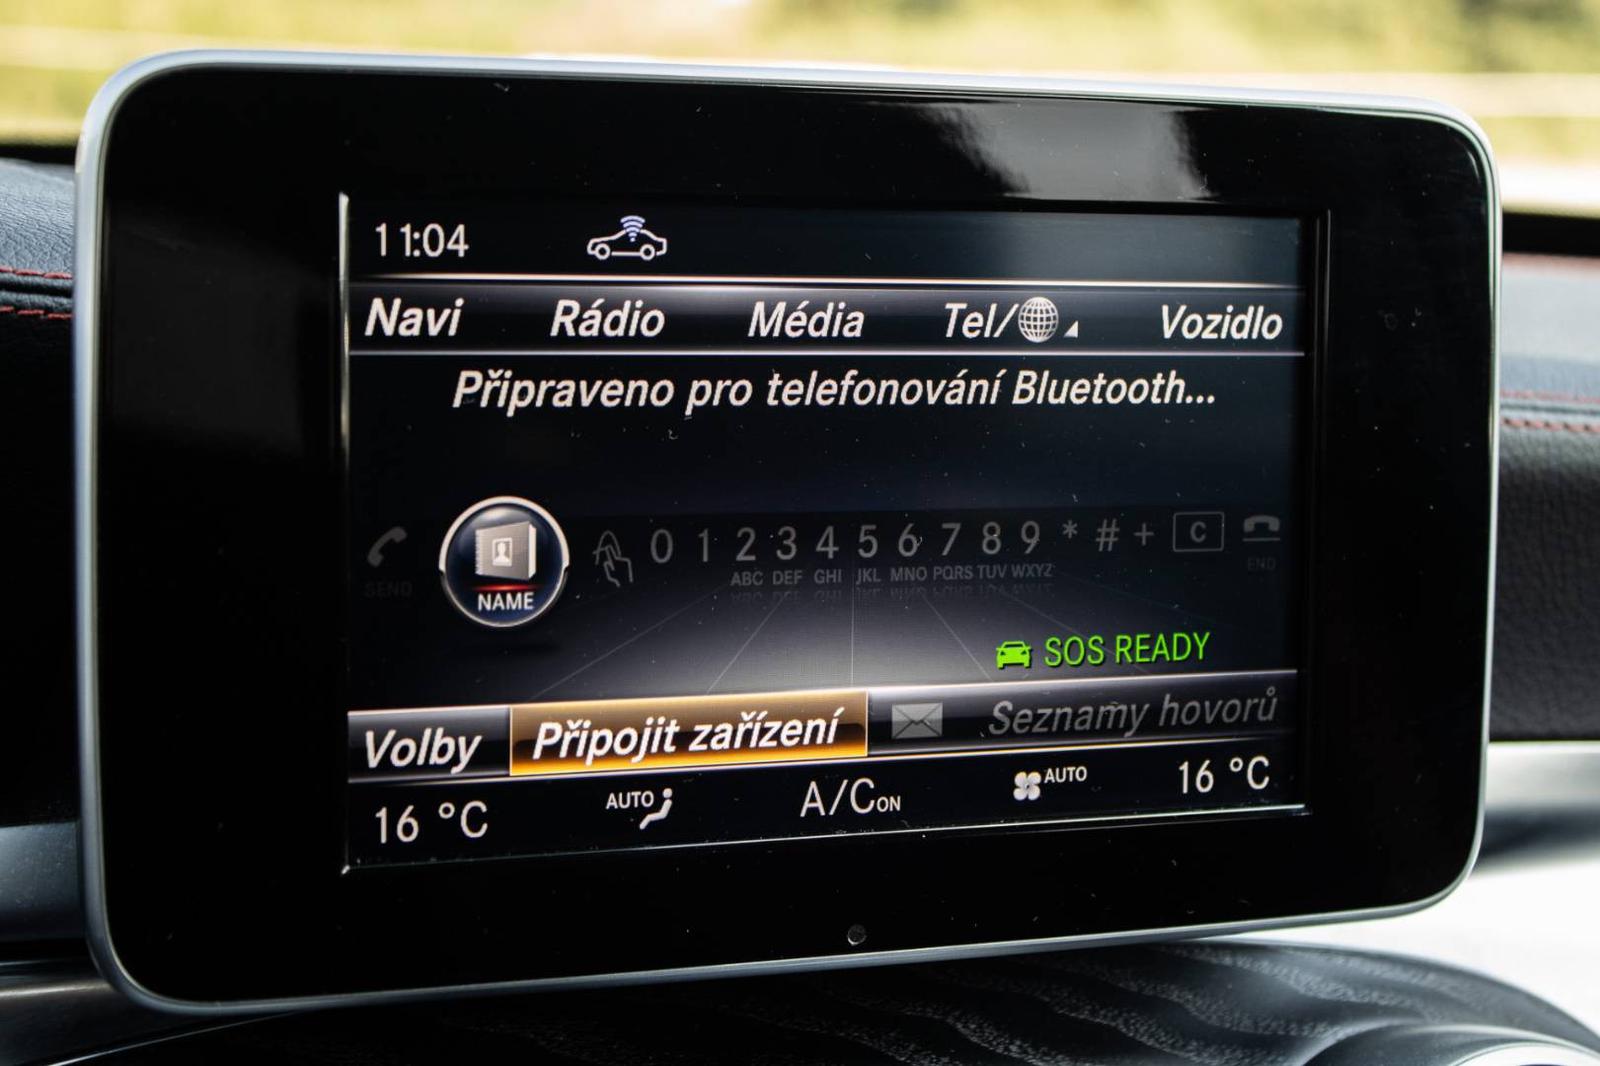 11:04
Navi Rádio Média Tel/ Vozidlo
Připraveno pro telefonování Bluetooth...
0 1 2 3 4 5 6 7 8 9 * # + C
ABC DEF GHI JKL MNO PQRS TUV WXYZ
SEND NAME END
SOS READY
Volby Připojit zařízení Seznamy hovorů
16 °C AUTO A/C ON AUTO 16 °C